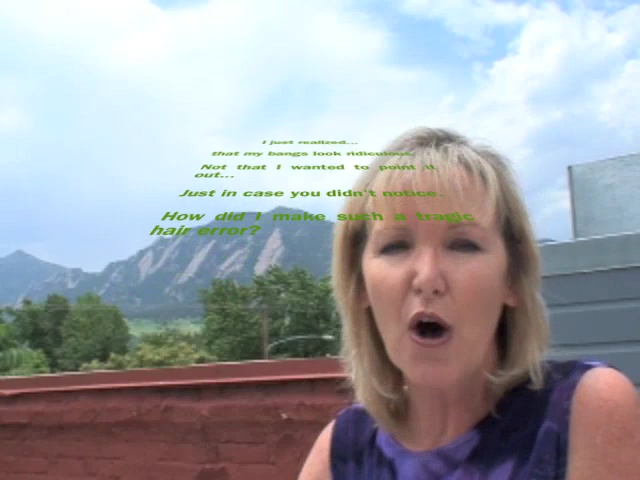 I just realized...
that my bangs look ridiculous.
Not that I wanted to point it
out...
Just in case you didn't notice.
How did I make such a tragic
hair error?